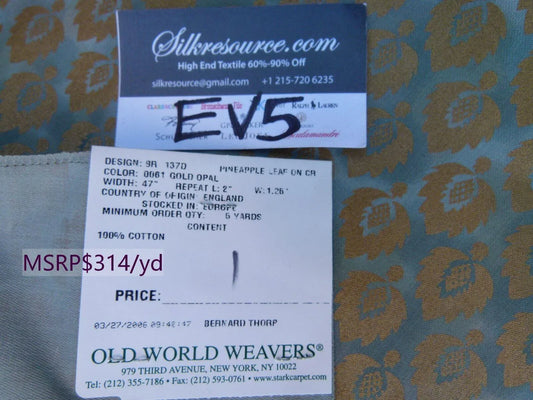 Silkresource.com
High End Textile 60%-90% Off
silkresource@gmail.com +1 215-720 6235
RALPH LAUREN
EV5
DESIGN: 9R 137D PINEAPPLE LEAF ON CR
COLOR: 0061 GOLD OPAL
WIDTH: 47" REPEAT L: 2" W: 1.26"
COUNTRY OF ORIGIN: ENGLAND
STOCKED IN: EUROPE
MINIMUM ORDER QTY: 5 YARDS
CONTENT
100% COTTON
MSRP$314/yd
PRICE:
03/27/2006 09:48:47 BERNARD THORP
OLD WORLD WEAVERS®
979 THIRD AVENUE, NEW YORK, NY 10022
Tel: (212) 355-7186 • Fax: (212) 593-0761 • www.starkcarpet.com